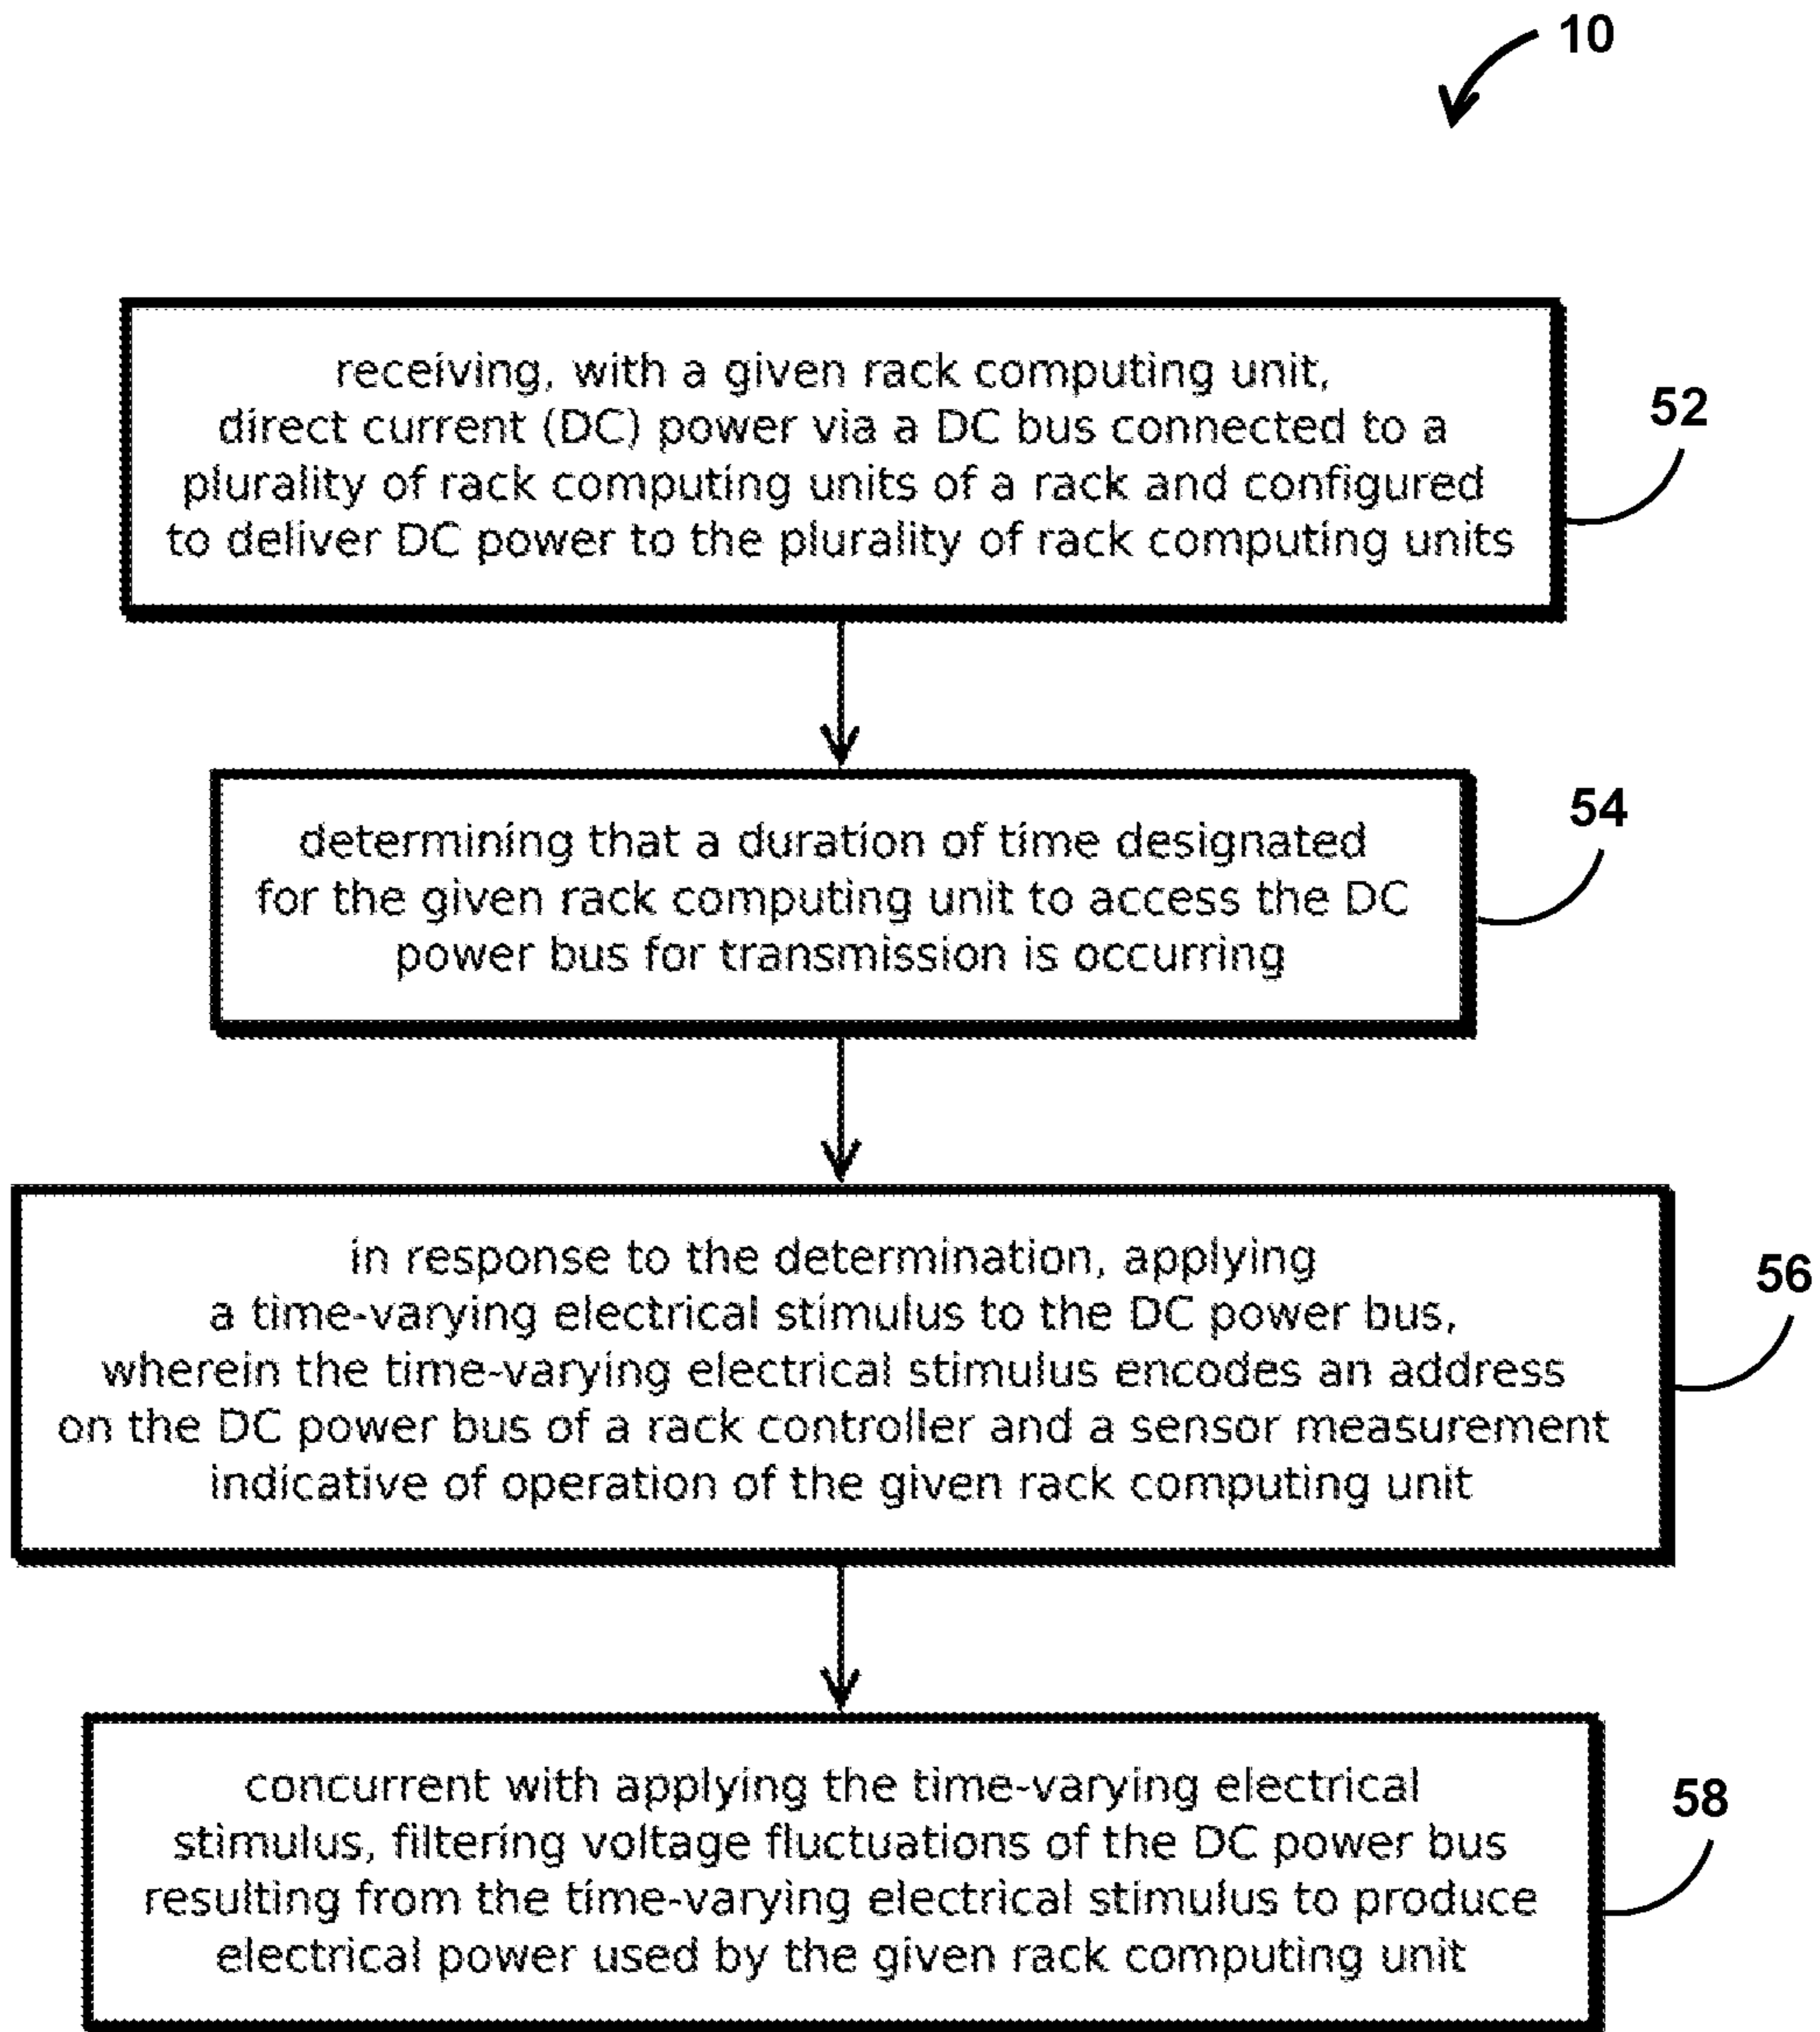 10
receiving, with a given rack computing unit,
direct current (DC) power via a DC bus connected to a
plurality of rack computing units of a rack and configured
to deliver DC power to the plurality of rack computing units
52
determining that a duration of time designated
for the given rack computing unit to access the DC
power bus for transmission is occurring
54
in response to the determination, applying
a time-varying electrical stimulus to the DC power bus,
wherein the time-varying electrical stimulus encodes an address
on the DC power bus of a rack controller and a sensor measurement
indicative of operation of the given rack computing unit
56
concurrent with applying the time-varying electrical
stimulus, filtering voltage fluctuations of the DC power bus
resulting from the time-varying electrical stimulus to produce
electrical power used by the given rack computing unit
58